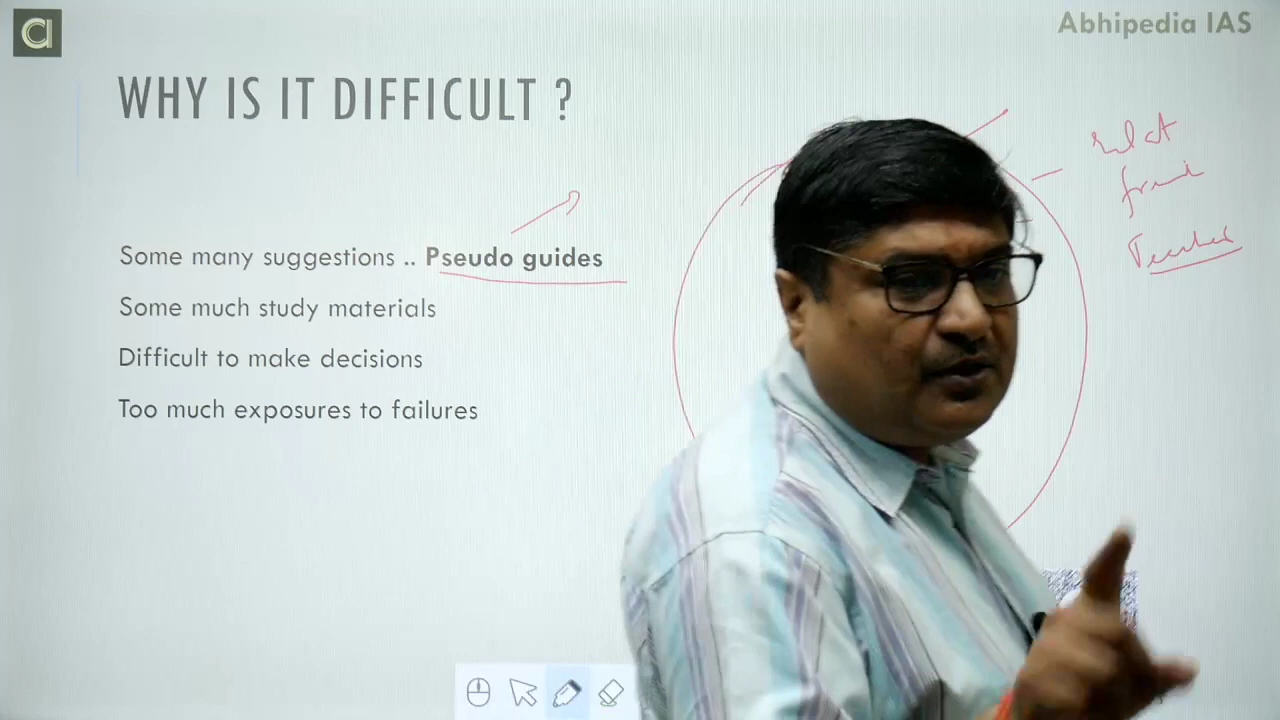 Abhipedia IAS
WHY IS IT DIFFICULT ?
Some many suggestions .. Pseudo guides
Some much study materials
Difficult to make decisions
Too much exposures to failures
Teacher